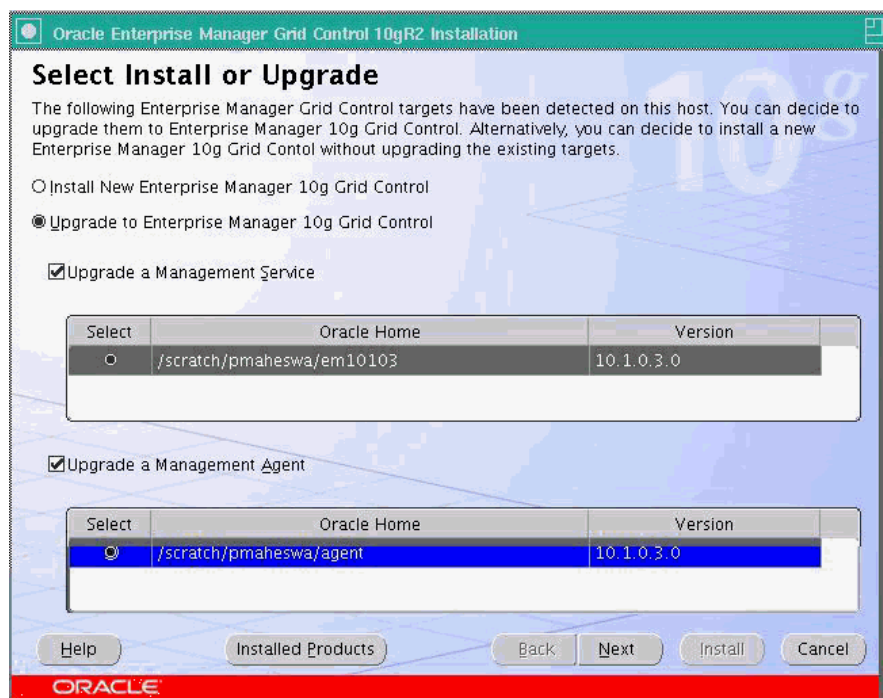 Oracle Enterprise Manager Grid Control 10gR2 Installation
Select Install or Upgrade
10g
The following Enterprise Manager Grid Control targets have been detected on this host. You can decide to
upgrade them to Enterprise Manager 10g Grid Control. Alternatively, you can decide to install a new
Enterprise Manager 10g Grid Contol without upgrading the existing targets.
Install New Enterprise Manager 10g Grid Control
Upgrade to Enterprise Manager 10g Grid Control
Upgrade a Management Service
Select Oracle Home Version
/scratch/pmaheswa/em10103 10.1.0.3.0
Upgrade a Management Agent
Select Oracle Home Version
/scratch/pmaheswa/agent 10.1.0.3.0
Help Installed Products Back Next Install Cancel
ORACLE